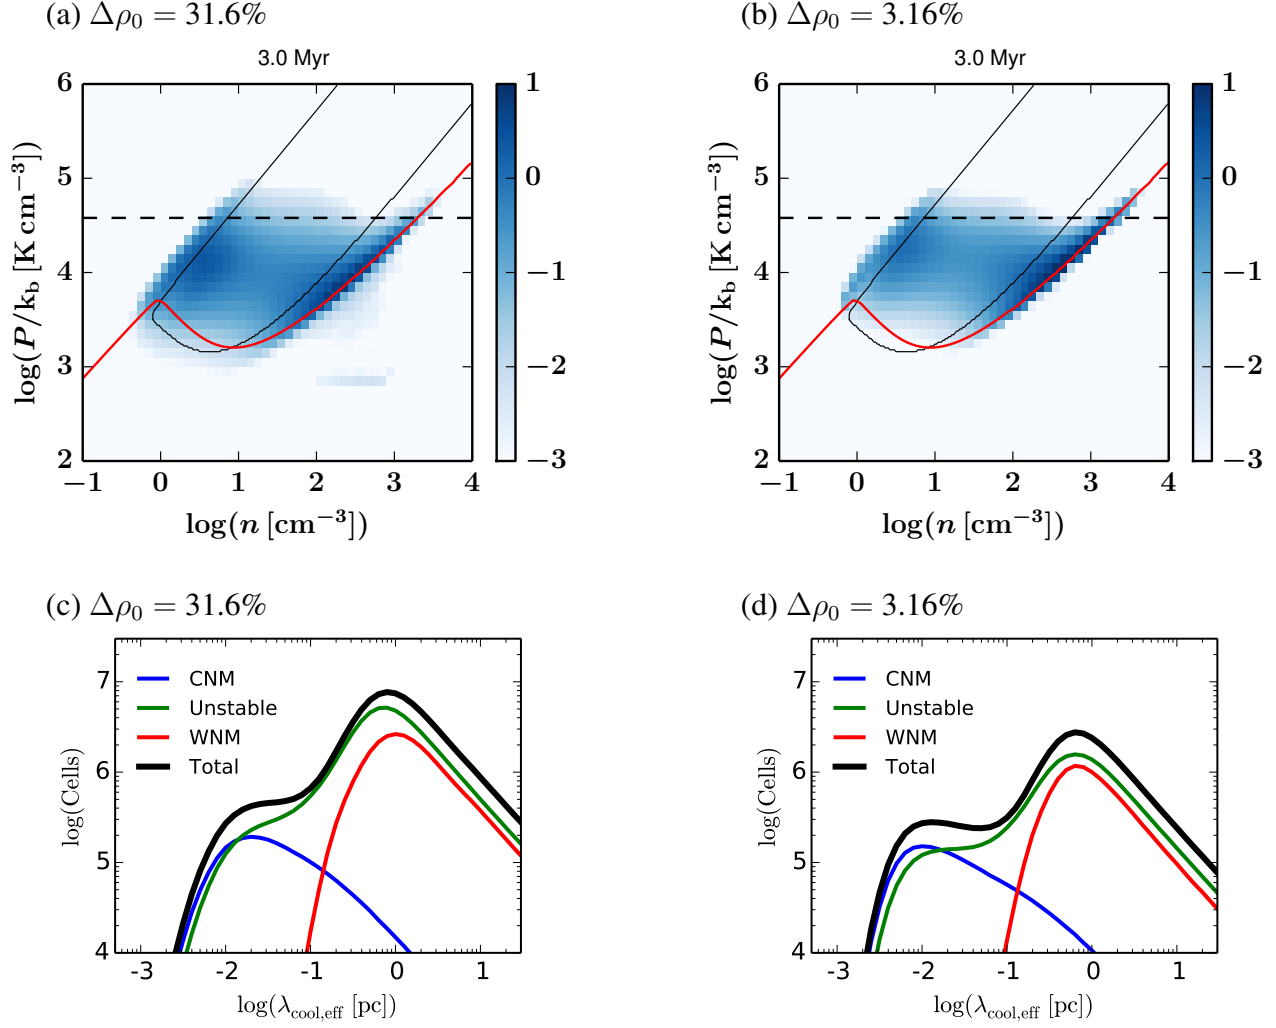 (a) Δρ₀ = 31.6%
3.0 Myr
6
5
4
3
2
−1 0 1 2 3 4
log(P/k_b [K cm⁻³])
log(n [cm⁻³])
1
0
−1
−2
−3
(b) Δρ₀ = 3.16%
3.0 Myr
6
5
4
3
2
−1 0 1 2 3 4
log(P/k_b [K cm⁻³])
log(n [cm⁻³])
1
0
−1
−2
−3
(c) Δρ₀ = 31.6%
CNM
Unstable
WNM
Total
7
6
5
4
-3 -2 -1 0 1
log(Cells)
log(λ_cool,eff [pc])
(d) Δρ₀ = 3.16%
CNM
Unstable
WNM
Total
7
6
5
4
-3 -2 -1 0 1
log(Cells)
log(λ_cool,eff [pc])